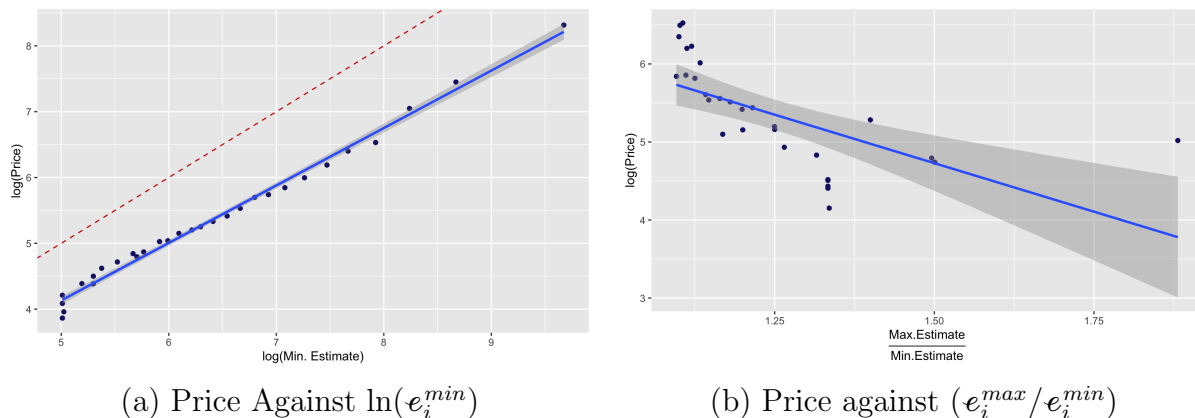 8
7
6
5
4
log(Price)
5
6
7
8
9
log(Min. Estimate)
6
5
4
3
log(Price)
1.25
1.50
1.75
Max.Estimate
Min.Estimate
(a) Price Against ln(e_i^{min})
(b) Price against (e_i^{max}/e_i^{min})